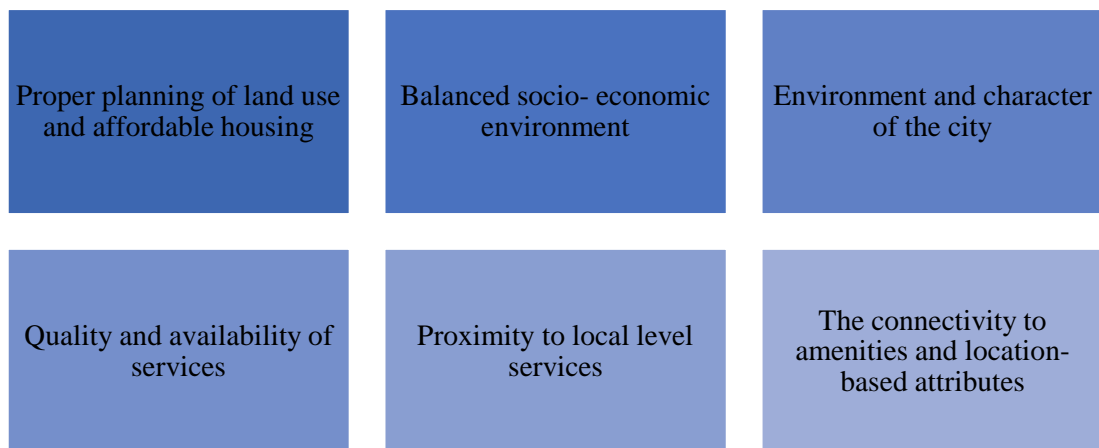 Proper planning of land use
and affordable housing
Balanced socio- economic
environment
Environment and character
of the city
Quality and availability of
services
Proximity to local level
services
The connectivity to
amenities and location-
based attributes